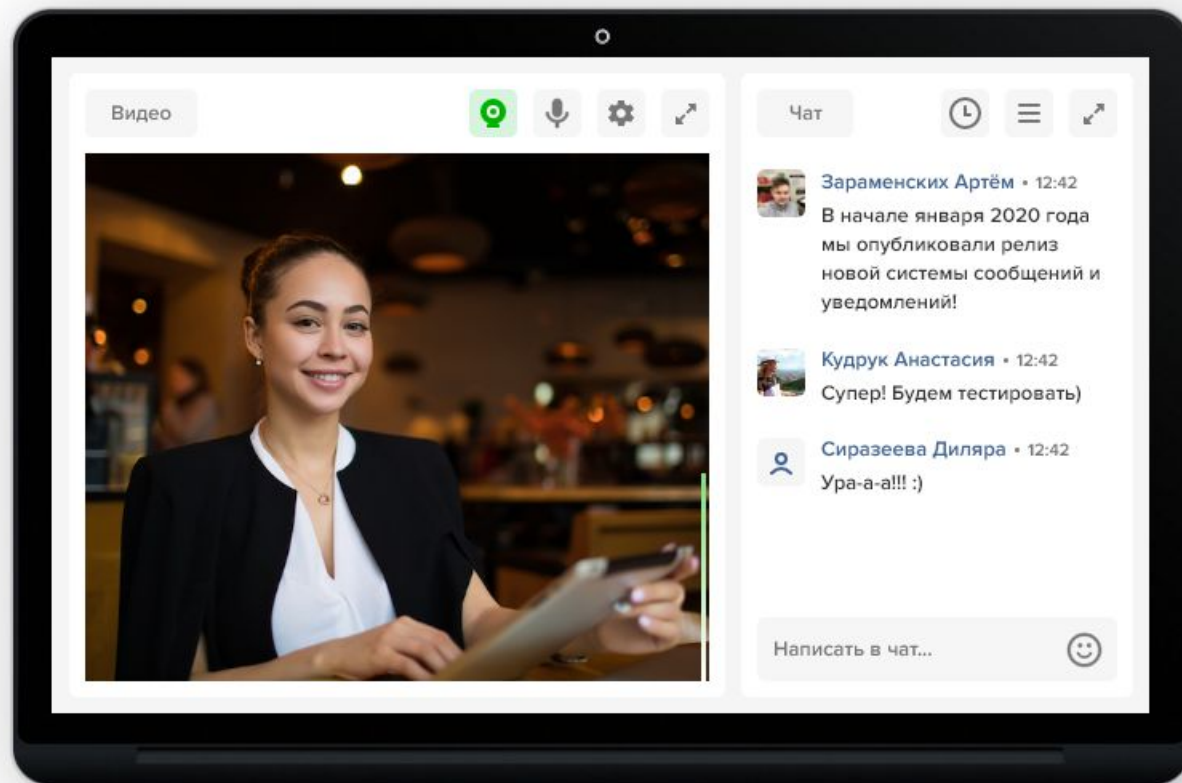 Видео
Чат
Зараменских Артём • 12:42
В начале января 2020 года
мы опубликовали релиз
новой системы сообщений и
уведомлений!
Кудрук Анастасия • 12:42
Супер! Будем тестировать)
Сиразеева Диляра • 12:42
Ура-а-а!!! :)
Написать в чат...